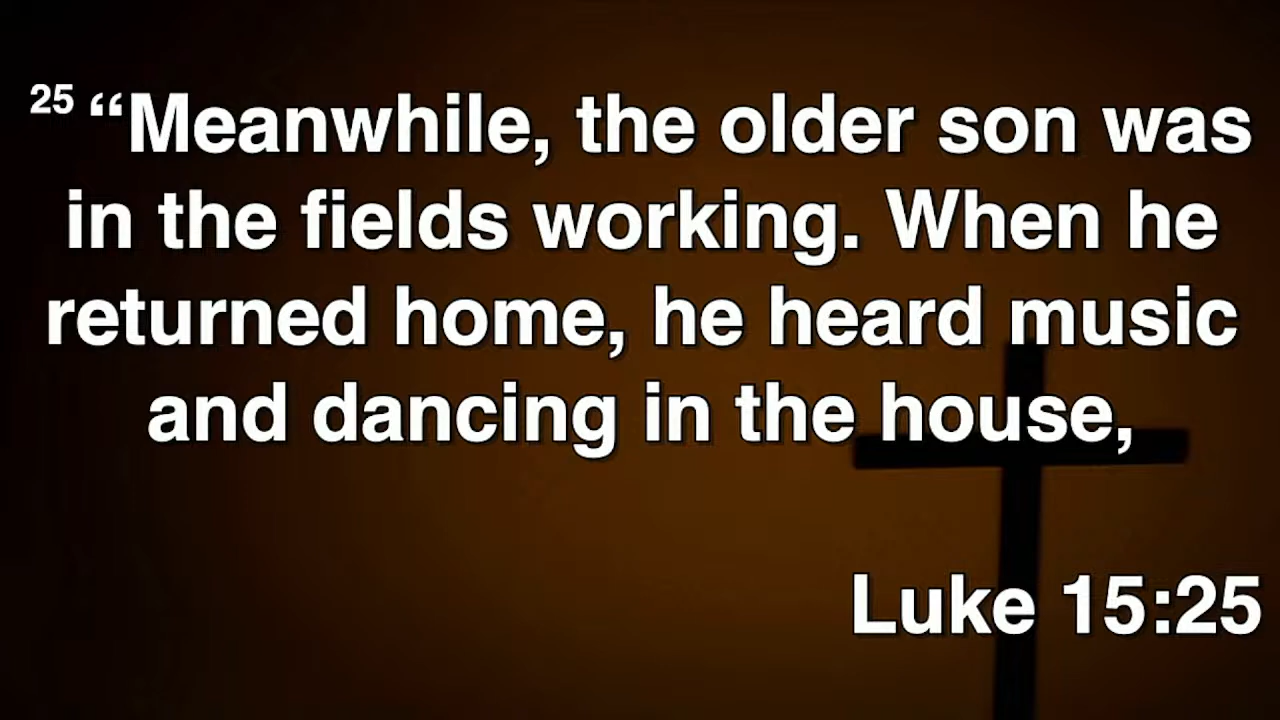 25 “Meanwhile, the older son was
in the fields working. When he
returned home, he heard music
and dancing in the house,
Luke 15:25